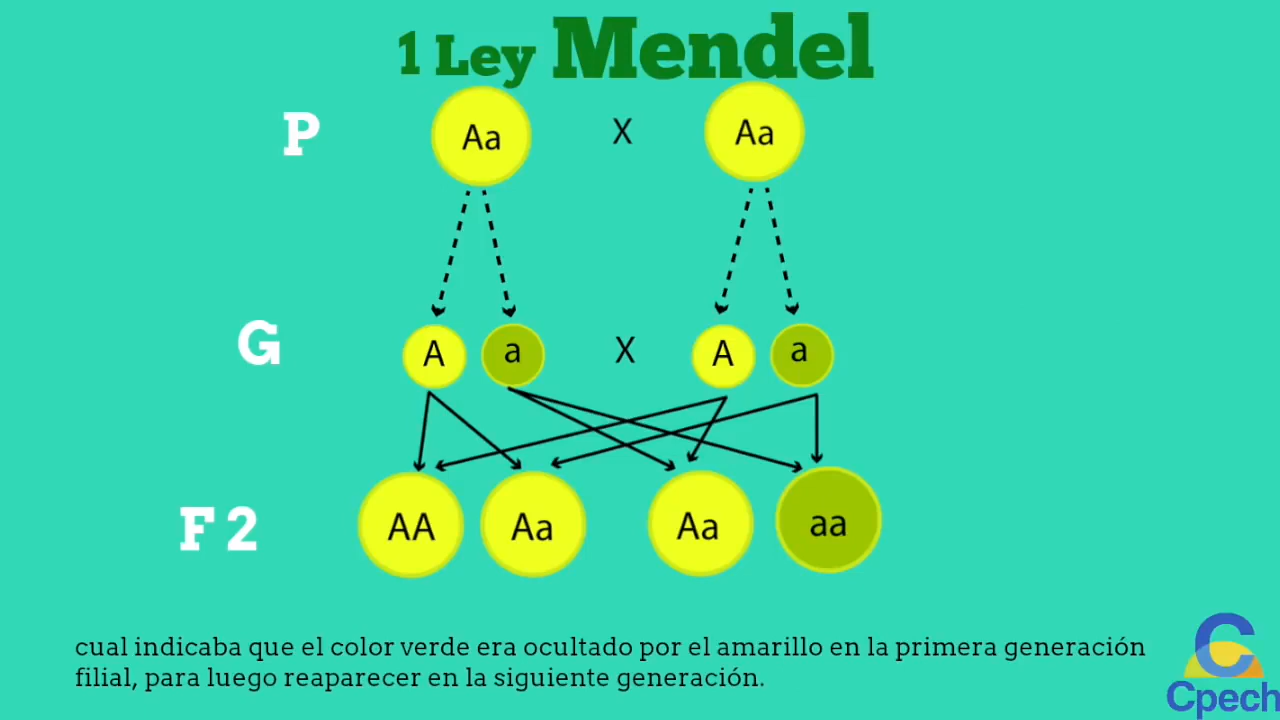 1 Ley Mendel
P Aa X Aa
G A a X A a
F 2 AA Aa Aa aa
cual indicaba que el color verde era ocultado por el amarillo en la primera generación
filial, para luego reaparecer en la siguiente generación.
C
Cpech